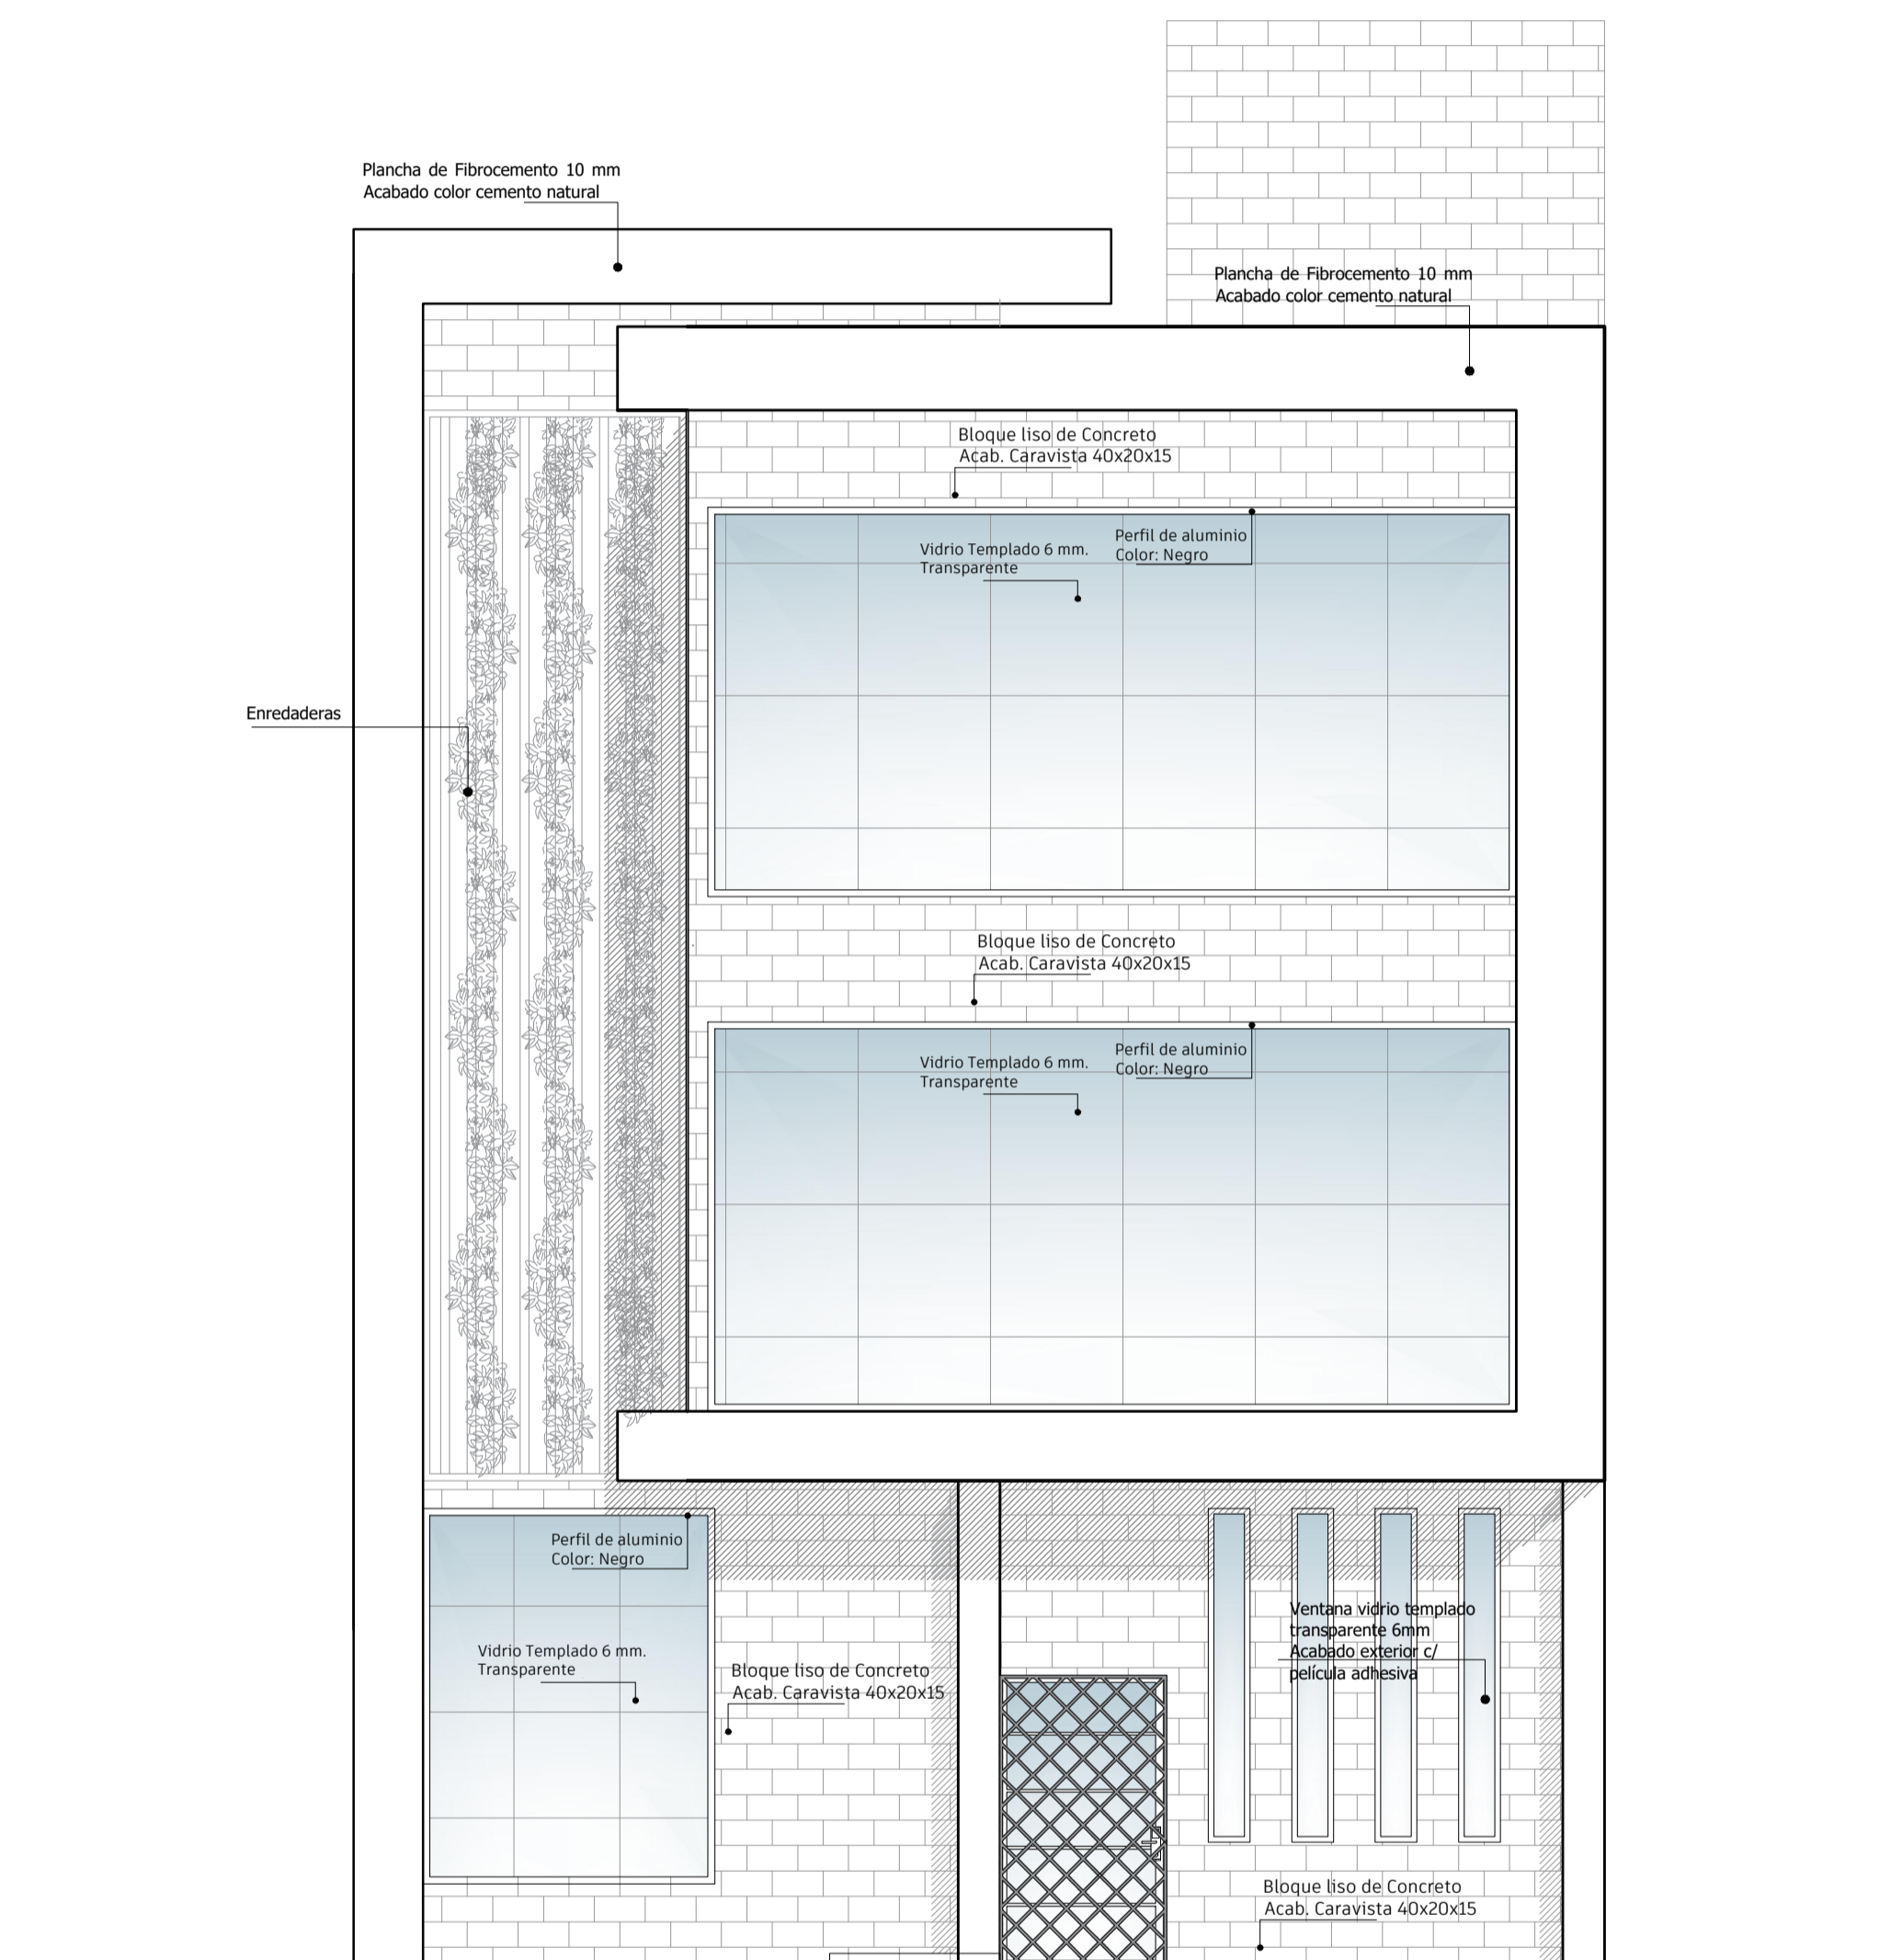 Plancha de Fibrocemento 10 mm
Acabado color cemento natural
Plancha de Fibrocemento 10 mm
Acabado color cemento natural
Bloque liso de Concreto
Acab. Caravista 40x20x15
Perfil de aluminio
Color: Negro
Vidrio Templado 6 mm.
Transparente
Enredaderas
Bloque liso de Concreto
Acab. Caravista 40x20x15
Perfil de aluminio
Color: Negro
Vidrio Templado 6 mm.
Transparente
Perfil de aluminio
Color: Negro
Ventana vidrio templado
transparente 6mm
Acabado exterior c/
película adhesiva
Vidrio Templado 6 mm.
Transparente
Bloque liso de Concreto
Acab. Caravista 40x20x15
Bloque liso de Concreto
Acab. Caravista 40x20x15